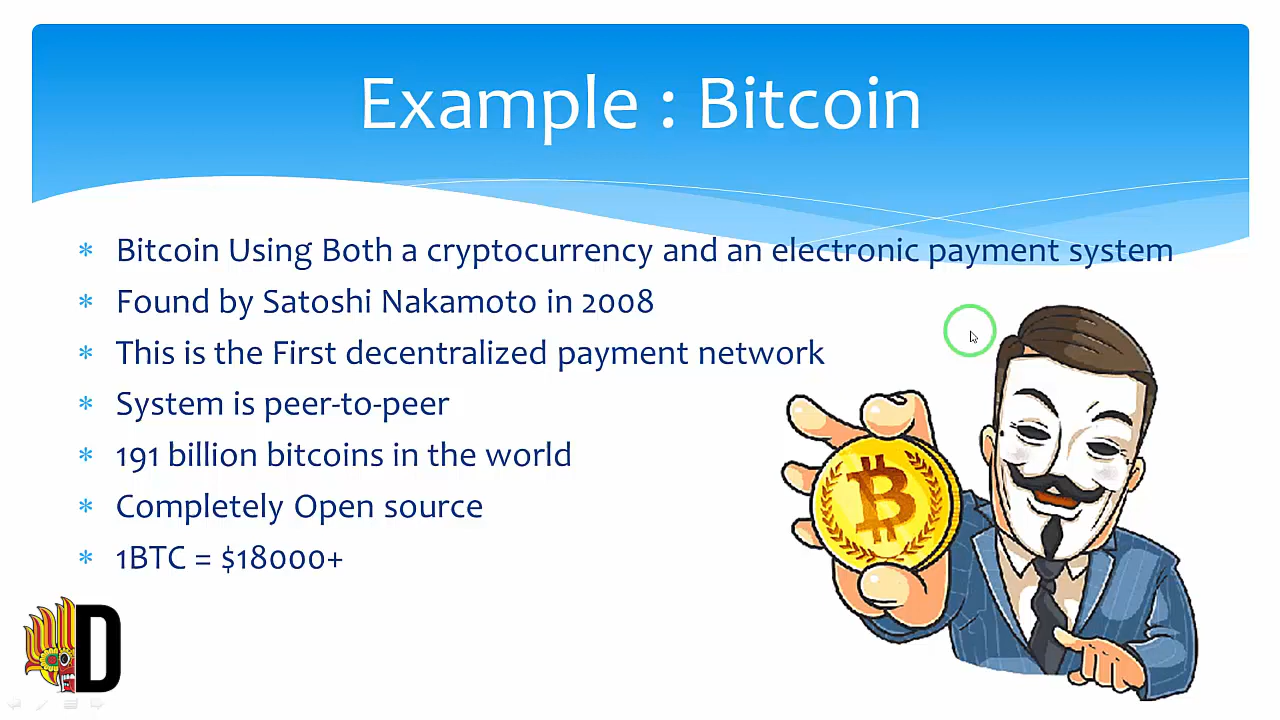 Example : Bitcoin
* Bitcoin Using Both a cryptocurrency and an electronic payment system
* Found by Satoshi Nakamoto in 2008
* This is the First decentralized payment network
* System is peer-to-peer
* 191 billion bitcoins in the world
* Completely Open source
* 1BTC = $18000+
D